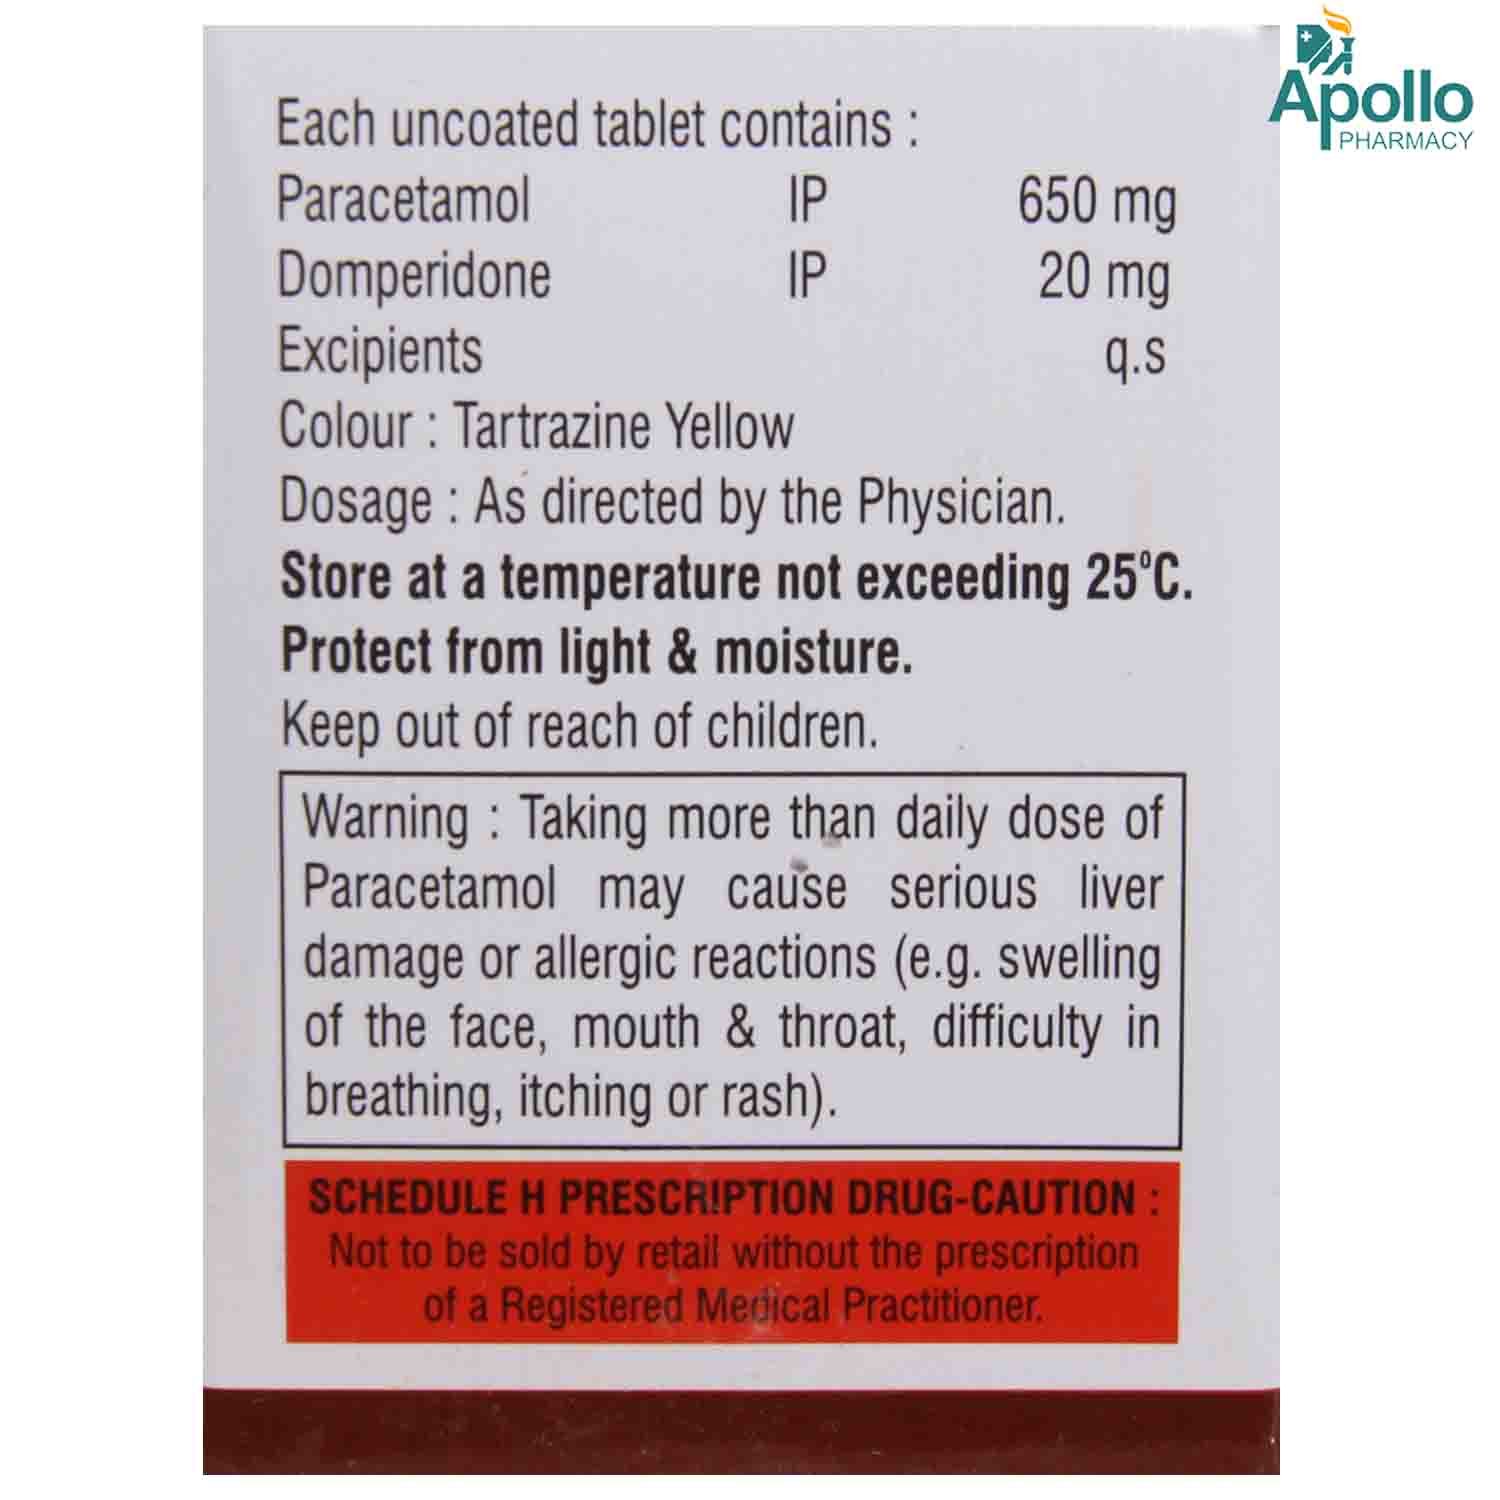 Apollo
PHARMACY
Each uncoated tablet contains :
Paracetamol IP 650 mg
Domperidone IP 20 mg
Excipients q.s
Colour : Tartrazine Yellow
Dosage : As directed by the Physician.
Store at a temperature not exceeding 25°C.
Protect from light & moisture.
Keep out of reach of children.
Warning : Taking more than daily dose of
Paracetamol may cause serious liver
damage or allergic reactions (e.g. swelling
of the face, mouth & throat, difficulty in
breathing, itching or rash).
SCHEDULE H PRESCRIPTION DRUG-CAUTION :
Not to be sold by retail without the prescription
of a Registered Medical Practitioner.